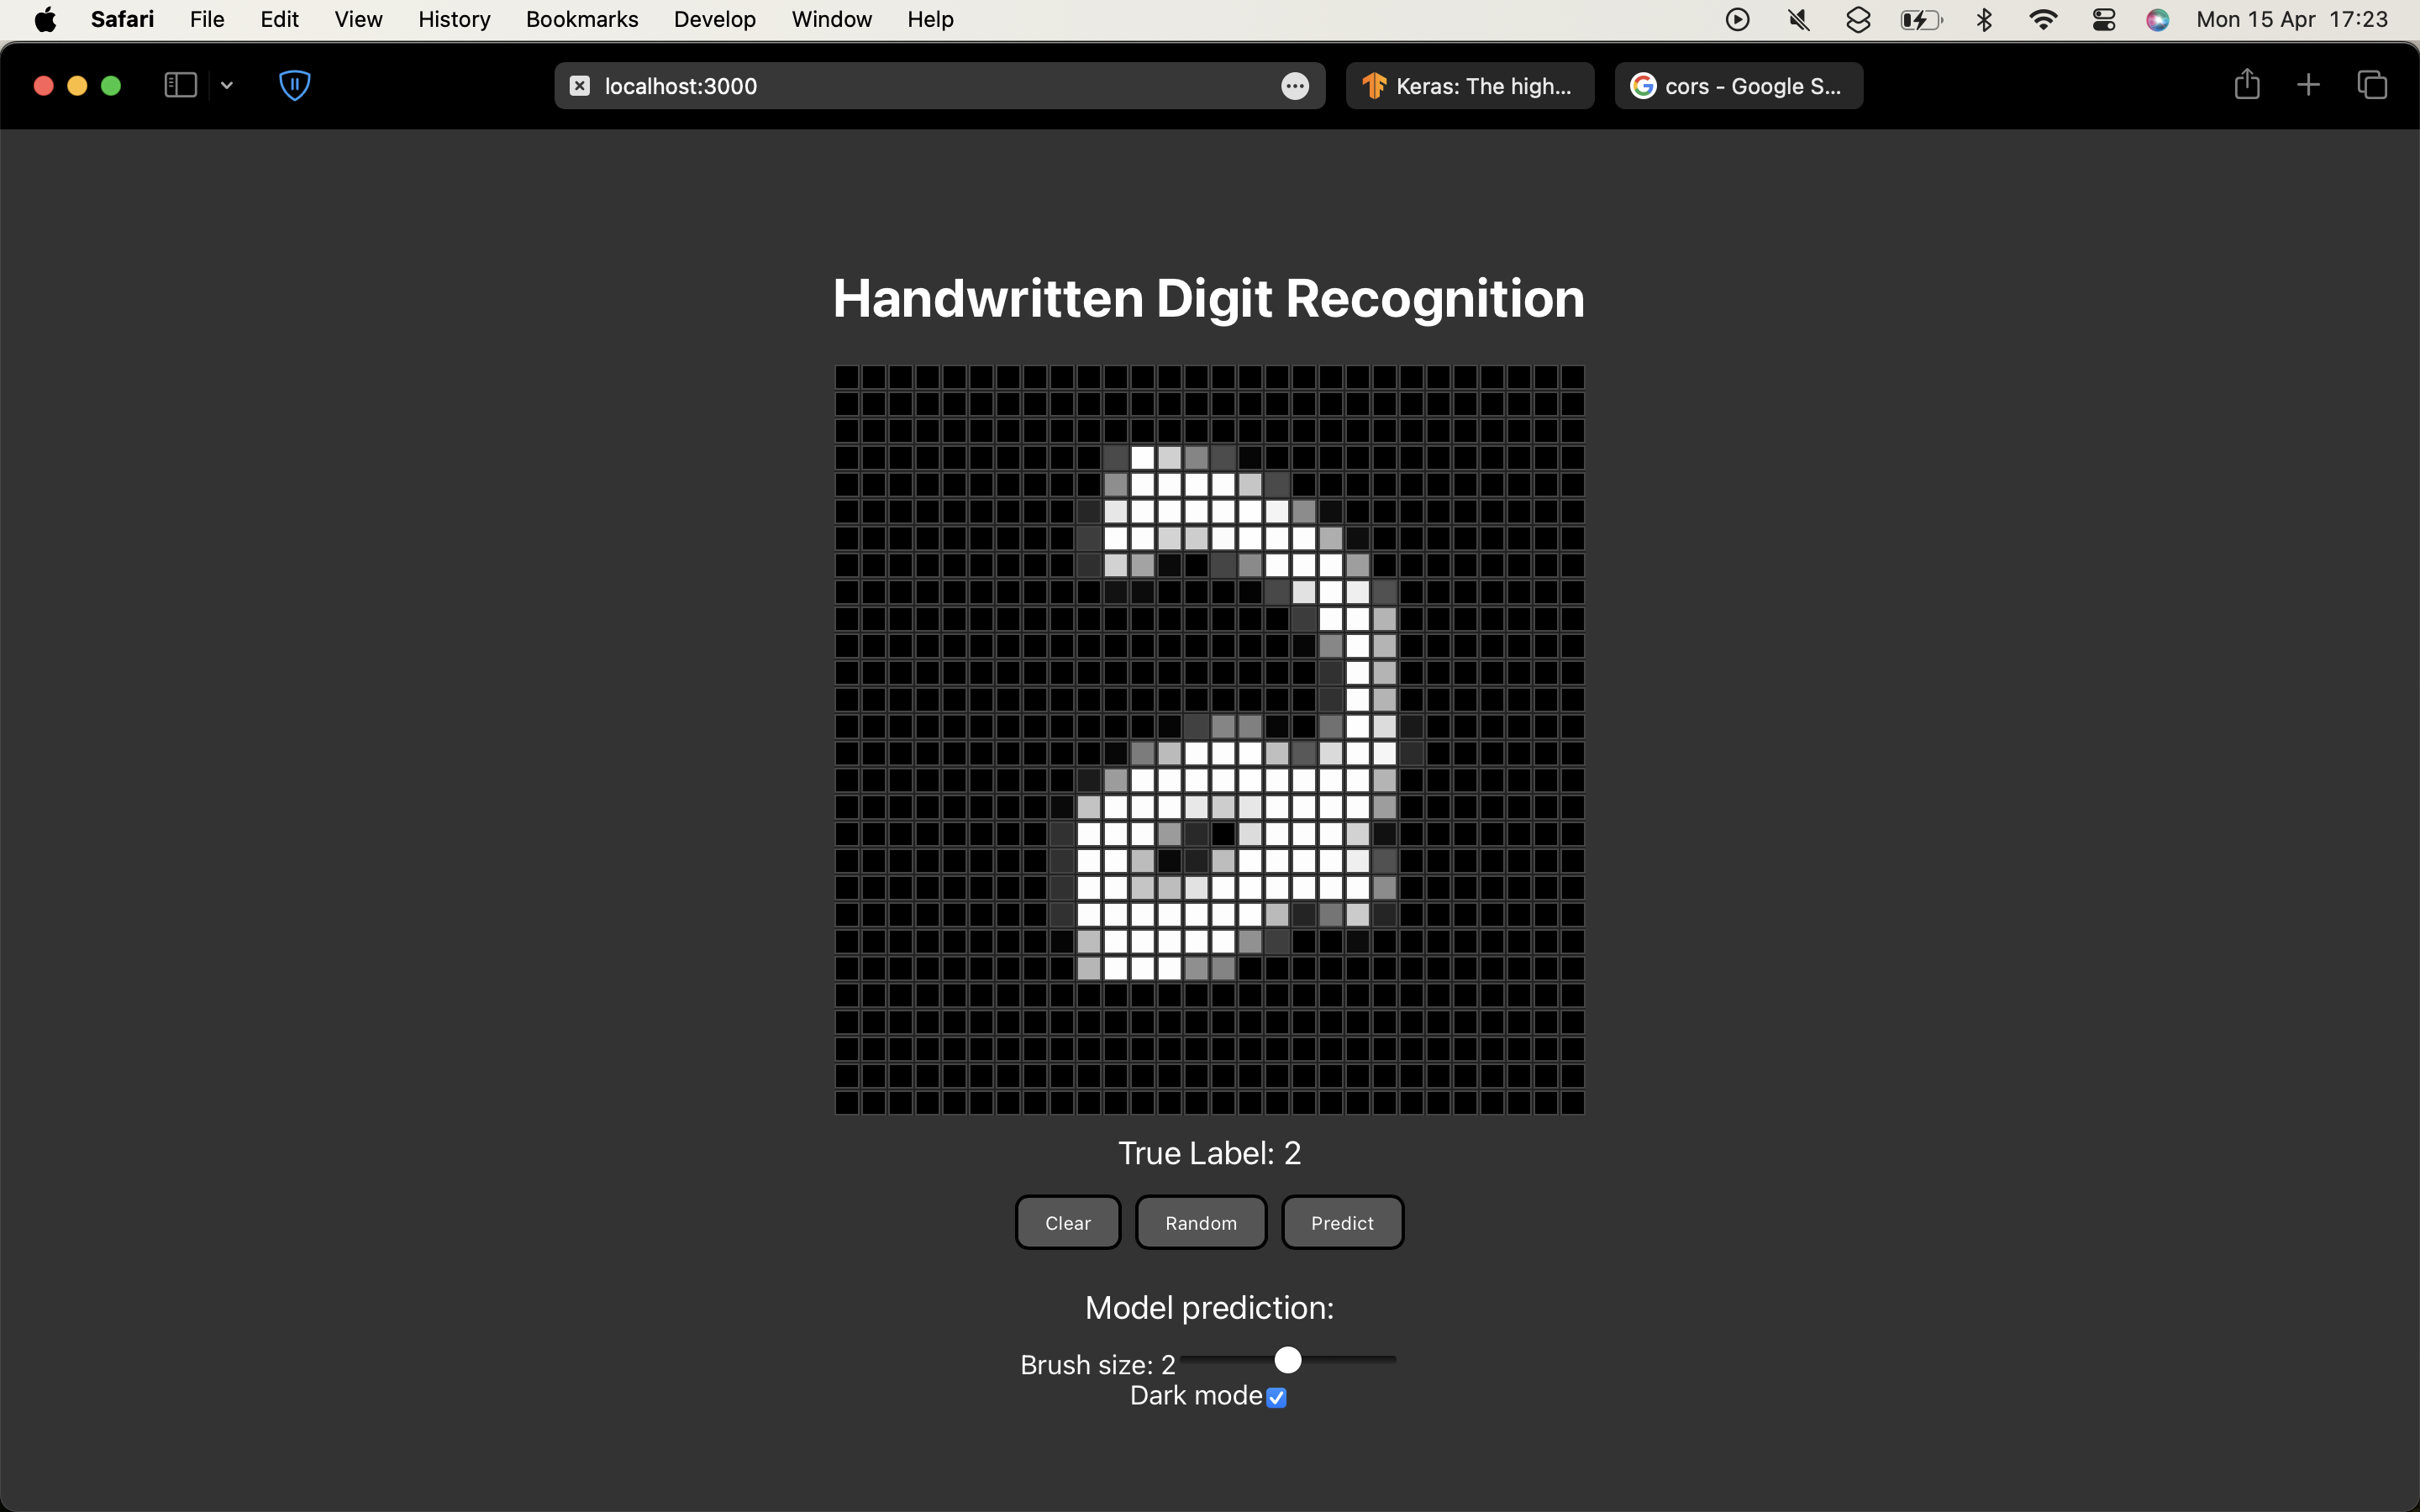 Safari File Edit View History Bookmarks Develop Window Help Mon 15 Apr 17:23
localhost:3000 Keras: The high... cors - Google S...
Handwritten Digit Recognition
True Label: 2
Clear Random Predict
Model prediction:
Brush size: 2
Dark mode